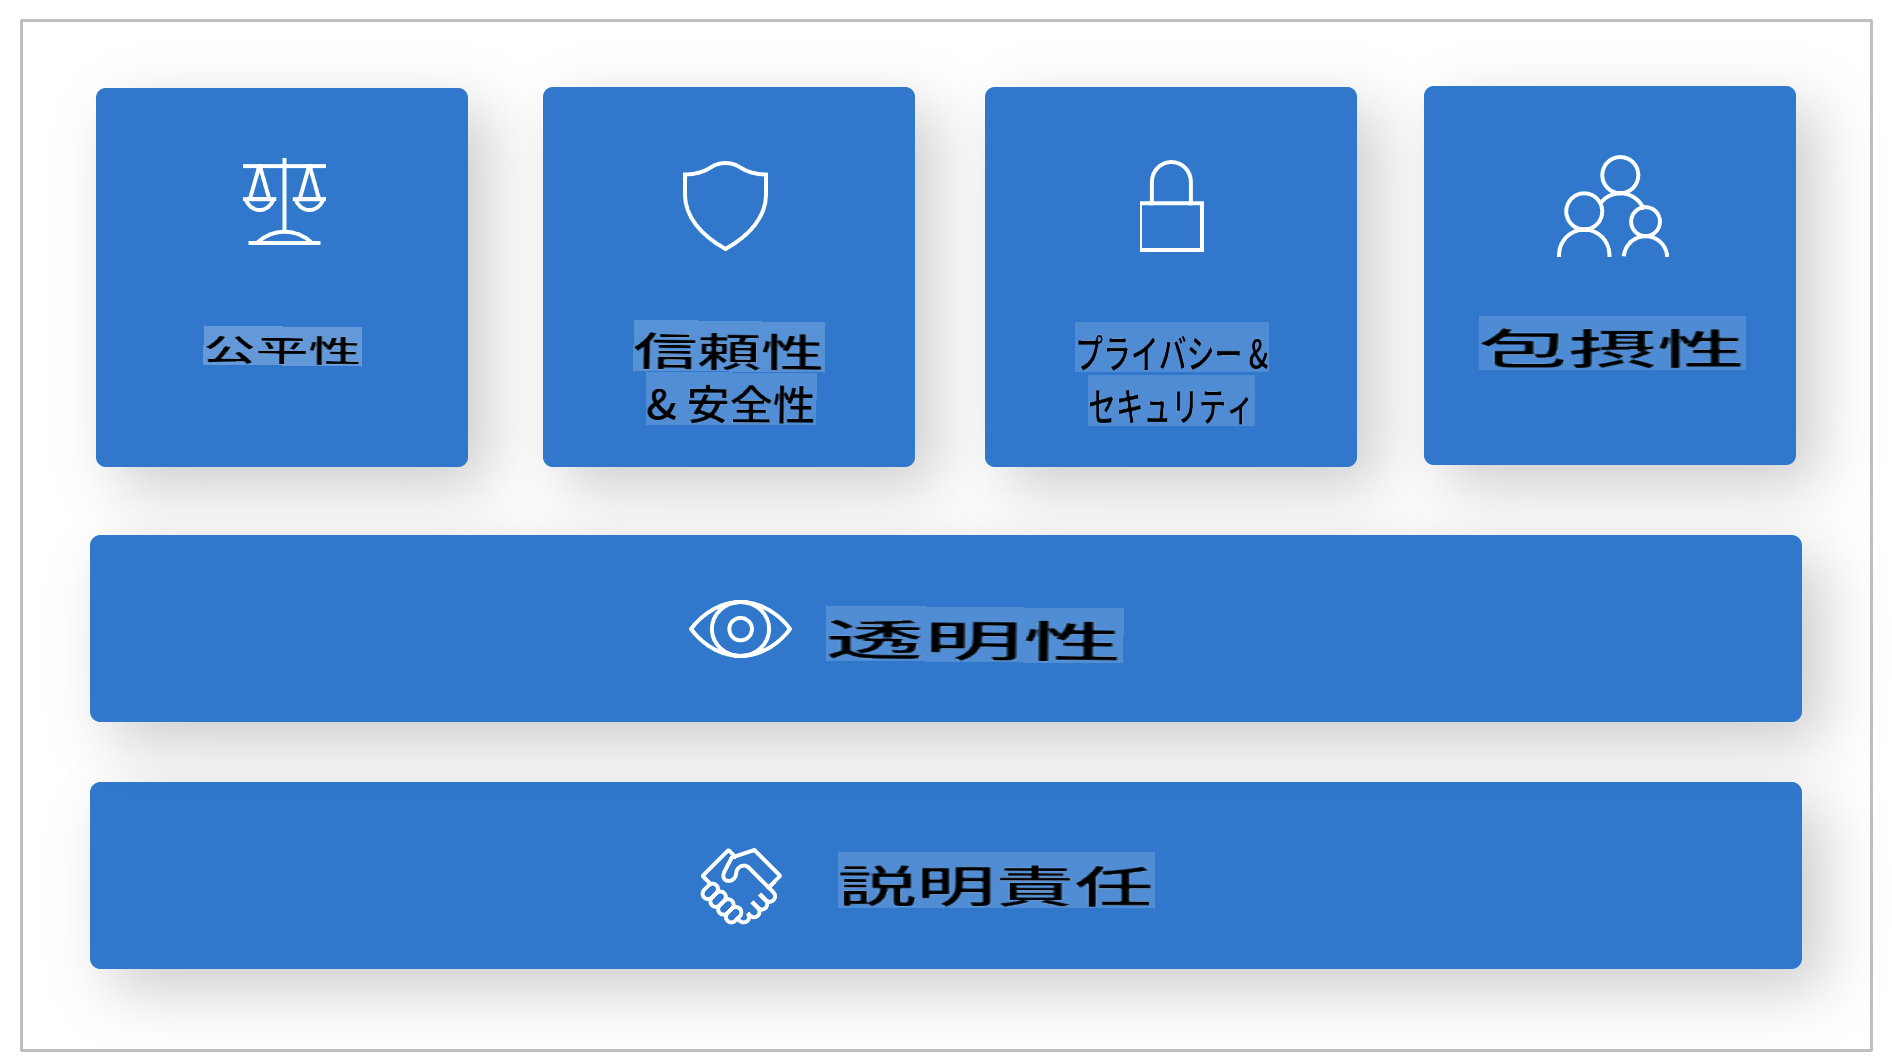 公平性
信頼性
& 安全性
プライバシー &
セキュリティ
包摂性
透明性
説明責任